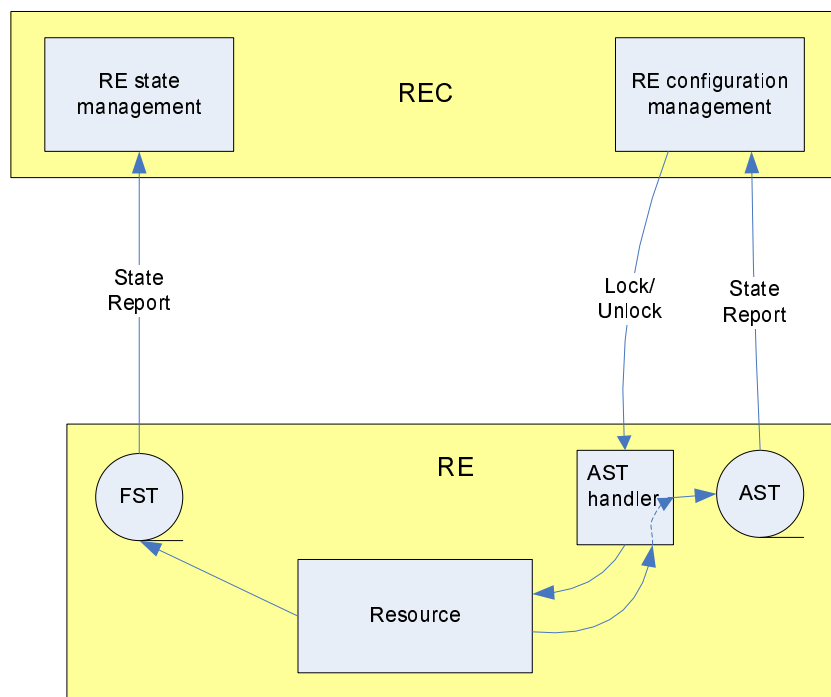 RE state
management
REC
RE configuration
management
State
Report
Lock/
Unlock
State
Report
RE
FST
AST
handler
AST
Resource